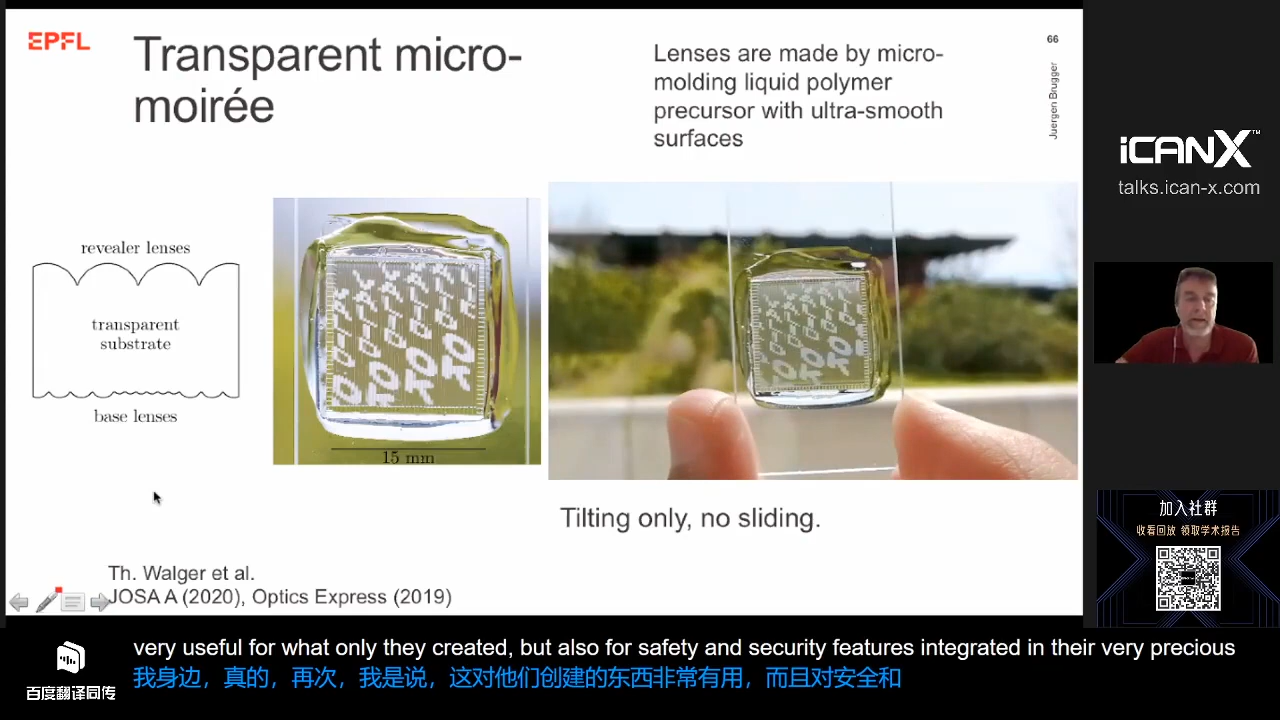 EPFL
Transparent micro-
moirée
Lenses are made by micro-
molding liquid polymer
precursor with ultra-smooth
surfaces
66
Juergen Brugger
revealer lenses
transparent
substrate
base lenses
15 mm
Tilting only, no sliding.
Th. Walger et al.
JOSA A (2020), Optics Express (2019)
iCANX™
talks.ican-x.com
加入社群
收看回放 领取学术报告
very useful for what only they created, but also for safety and security features integrated in their very precious
我身边，真的，再次，我是说，这对他们创建的东西非常有用，而且对安全和
百度翻译同传